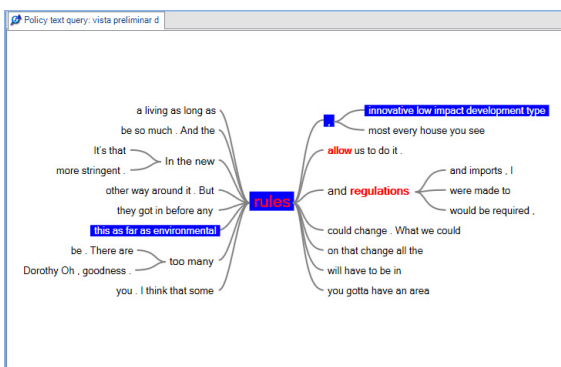 Policy text query: vista preliminar d
a living as long as
be so much . And the
It's that
more stringent .
In the new
other way around it . But
they got in before any
this as far as environmental
be . There are
Dorothy Oh , goodness .
too many
you . I think that some
rules
,
innovative low impact development type
most every house you see
allow us to do it .
and regulations
and imports , I
were made to
would be required ,
could change . What we could
on that change all the
will have to be in
you gotta have an area